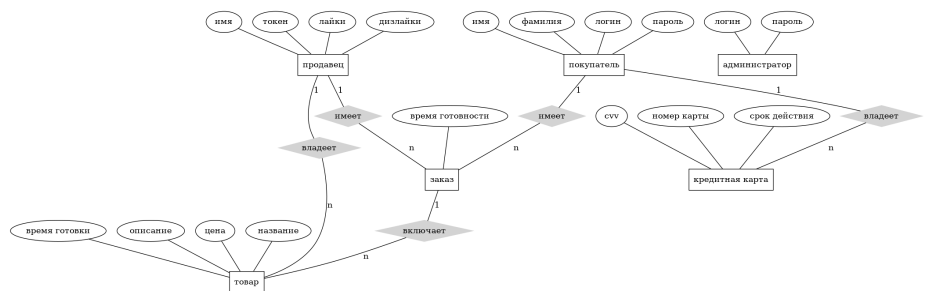 имя
токен
лайки
дизлайки
имя
фамилия
логин
пароль
логин
пароль
продавец
покупатель
администратор
1
1
1
1
имеет
время готовности
имеет
cvv
номер карты
срок действия
владеет
владеет
n
n
n
заказ
кредитная карта
n
1
время готовки
описание
цена
название
включает
n
товар